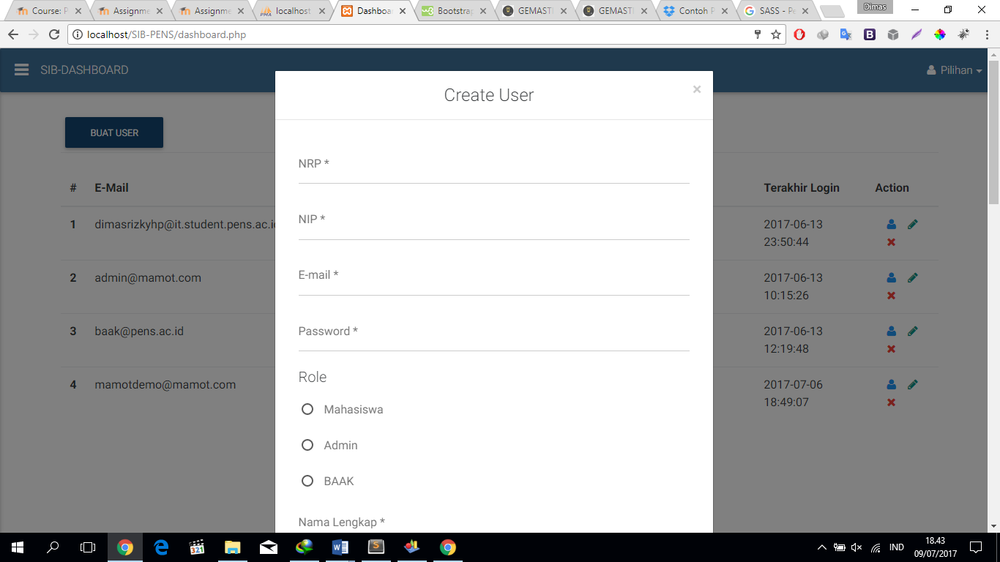 Course: P
Assignme
Assignme
localhost
Dashboar
Bootstrap
GEMASTI
GEMASTI
Contoh P
SASS - Pe
Dimas
localhost/SIB-PENS/dashboard.php
SIB-DASHBOARD
Pilihan
Create User
×
BUAT USER
NRP *
# E-Mail Terakhir Login Action
NIP *
1 dimasrizkyhp@it.student.pens.ac.id 2017-06-13
23:50:44
E-mail *
2 admin@mamot.com 2017-06-13
10:15:26
Password *
3 baak@pens.ac.id 2017-06-13
12:19:48
Role
4 mamotdemo@mamot.com 2017-07-06
18:49:07
Mahasiswa
Admin
BAAK
Nama Lengkap *
IND
18.43
09/07/2017